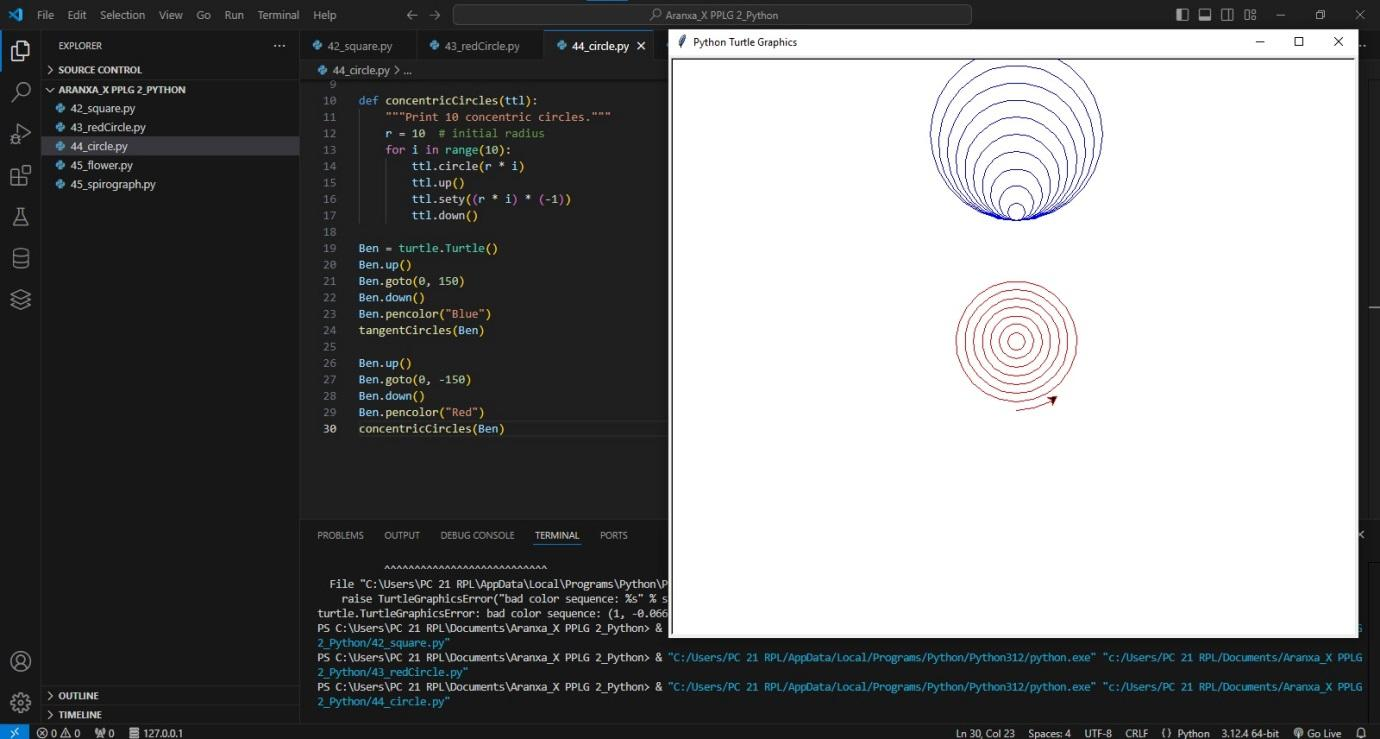 File Edit Selection View Go Run Terminal Help
Aranxa_X PPLG 2_Python
EXPLORER
SOURCE CONTROL
ARANXA_X PPLG 2_PYTHON
42_square.py
43_redCircle.py
44_circle.py
45_flower.py
45_spirograph.py
OUTLINE
TIMELINE
42_square.py 43_redCircle.py 44_circle.py
44_circle.py > ...
9
10 def concentricCircles(ttl):
11 """Print 10 concentric circles."""
12 r = 10 # initial radius
13 for i in range(10):
14 ttl.circle(r * i)
15 ttl.up()
16 ttl.sety((r * i) * (-1))
17 ttl.down()
18
19 Ben = turtle.Turtle()
20 Ben.up()
21 Ben.goto(0, 150)
22 Ben.down()
23 Ben.pencolor("Blue")
24 tangentCircles(Ben)
25
26 Ben.up()
27 Ben.goto(0, -150)
28 Ben.down()
29 Ben.pencolor("Red")
30 concentricCircles(Ben)
Python Turtle Graphics
PROBLEMS OUTPUT DEBUG CONSOLE TERMINAL PORTS
^^^^^^^^^^^^^^^^^^^^^^^^^^^
File "C:\Users\PC 21 RPL\AppData\Local\Programs\Python\P
raise TurtleGraphicsError("bad color sequence: %s" % s
turtle.TurtleGraphicsError: bad color sequence: (1, -0.066
PS C:\Users\PC 21 RPL\Documents\Aranxa_X PPLG 2_Python> &
2_Python/42_square.py"
PS C:\Users\PC 21 RPL\Documents\Aranxa_X PPLG 2_Python> & "C:/Users/PC 21 RPL/AppData/Local/Programs/Python/Python312/python.exe" "c:/Users/PC 21 RPL/Documents/Aranxa_X PPLG
2_Python/43_redCircle.py"
PS C:\Users\PC 21 RPL\Documents\Aranxa_X PPLG 2_Python> & "C:/Users/PC 21 RPL/AppData/Local/Programs/Python/Python312/python.exe" "c:/Users/PC 21 RPL/Documents/Aranxa_X PPLG
2_Python/44_circle.py"
0 0 0 127.0.0.1 Ln 30, Col 23 Spaces: 4 UTF-8 CRLF {} Python 3.12.4 64-bit Go Live